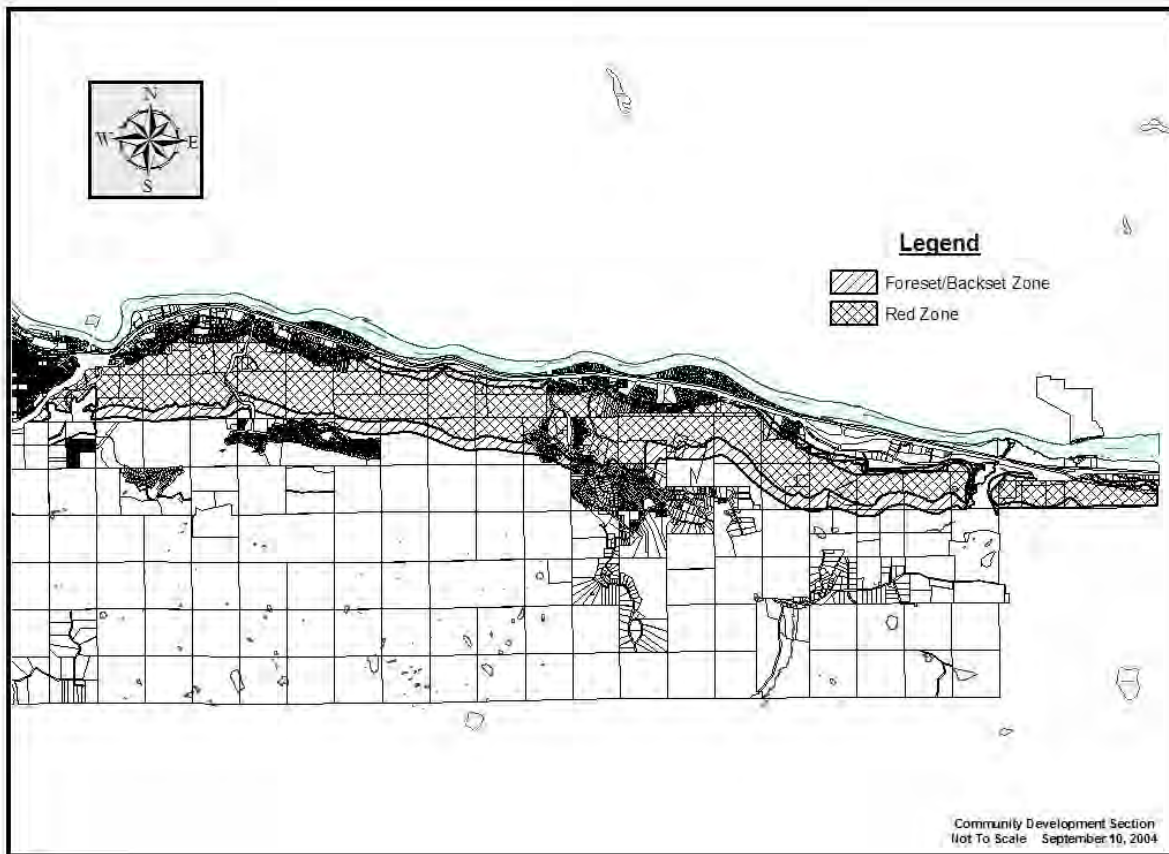 N
W E
S
Legend
Foreset/Backset Zone
Red Zone
Community Development Section
Not To Scale September 10, 2004